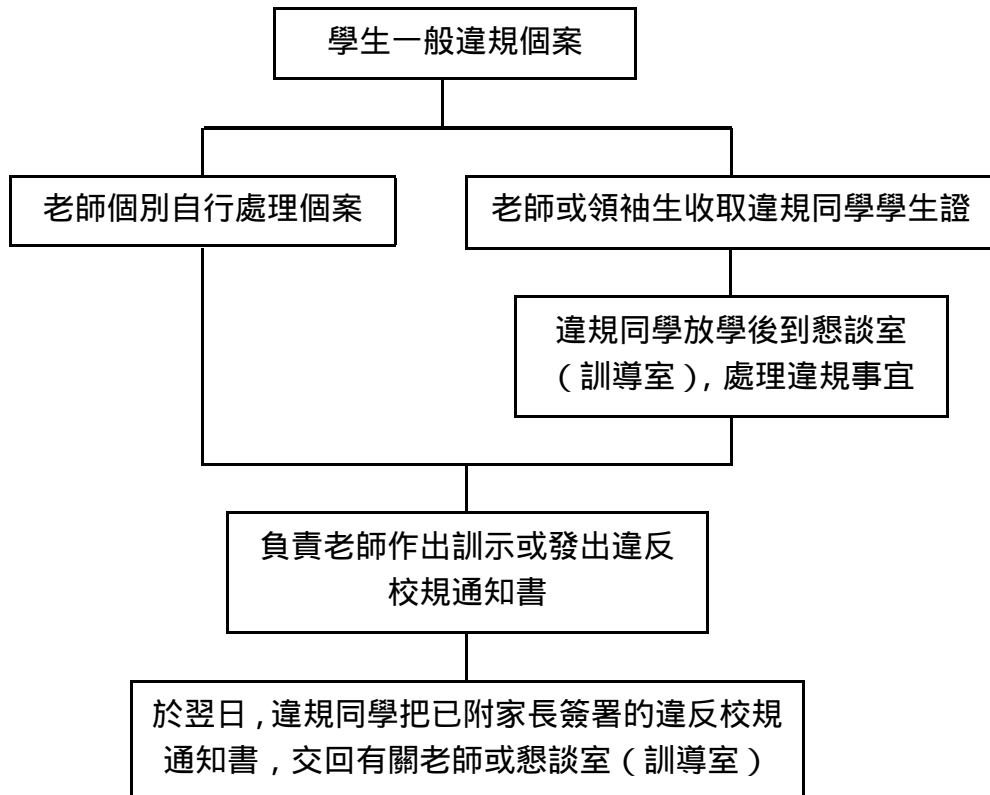 學生一般違規個案
老師個別自行處理個案
老師或領袖生收取違規同學學生證
違規同學放學後到懇談室
（訓導室），處理違規事宜
負責老師作出訓示或發出違反
校規通知書
於翌日，違規同學把已附家長簽署的違反校規
通知書，交回有關老師或懇談室（訓導室）